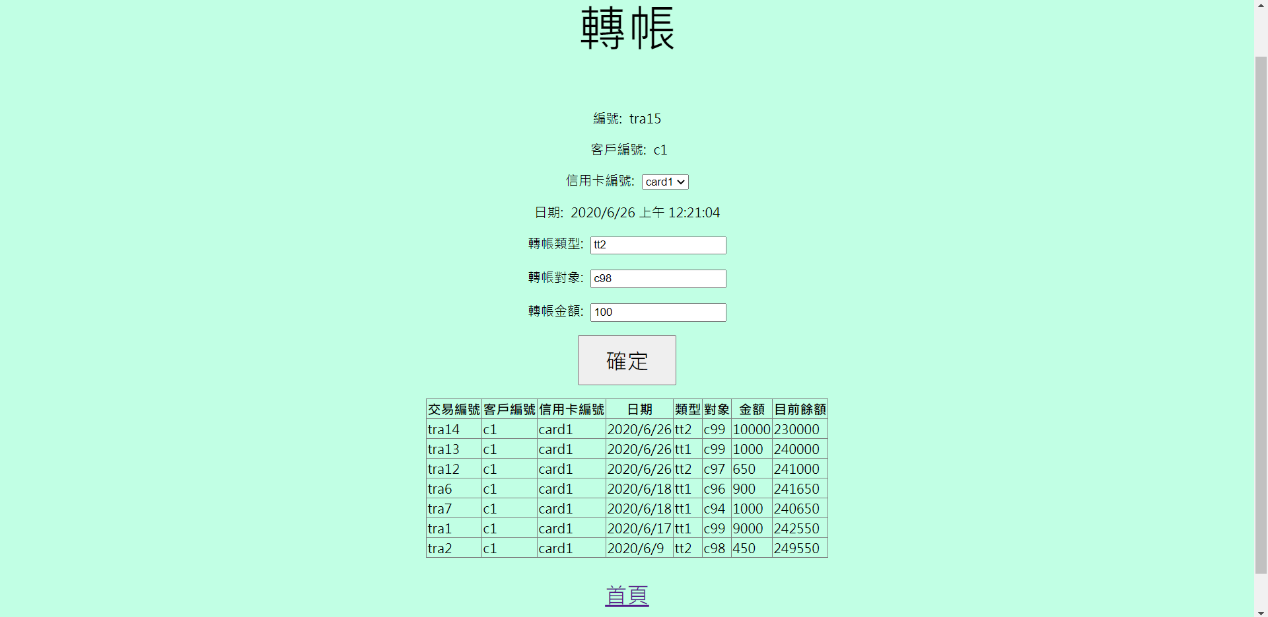 轉帳
編號: tra15
客戶編號: c1
信用卡編號: card1
日期: 2020/6/26 上午 12:21:04
轉帳類型: tt2
轉帳對象: c98
轉帳金額: 100
確定
交易編號 客戶編號 信用卡編號 日期 類型 對象 金額 目前餘額
tra14 c1 card1 2020/6/26 tt2 c99 10000 230000
tra13 c1 card1 2020/6/26 tt1 c99 1000 240000
tra12 c1 card1 2020/6/26 tt2 c97 650 241000
tra6 c1 card1 2020/6/18 tt1 c96 900 241650
tra7 c1 card1 2020/6/18 tt1 c94 1000 240650
tra1 c1 card1 2020/6/17 tt1 c99 9000 242550
tra2 c1 card1 2020/6/9 tt2 c98 450 249550
首頁